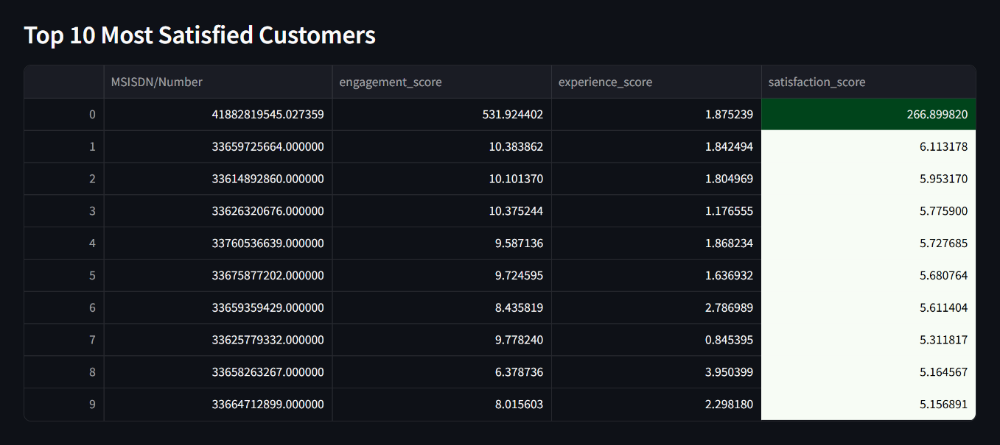 Top 10 Most Satisfied Customers
MSISDN/Number engagement_score experience_score satisfaction_score
0 41882819545.027359 531.924402 1.875239 266.899820
1 33659725664.000000 10.383862 1.842494 6.113178
2 33614892860.000000 10.101370 1.804969 5.953170
3 33626320676.000000 10.375244 1.176555 5.775900
4 33760536639.000000 9.587136 1.868234 5.727685
5 33675877202.000000 9.724595 1.636932 5.680764
6 33659359429.000000 8.435819 2.786989 5.611404
7 33625779332.000000 9.778240 0.845395 5.311817
8 33658263267.000000 6.378736 3.950399 5.164567
9 33664712899.000000 8.015603 2.298180 5.156891